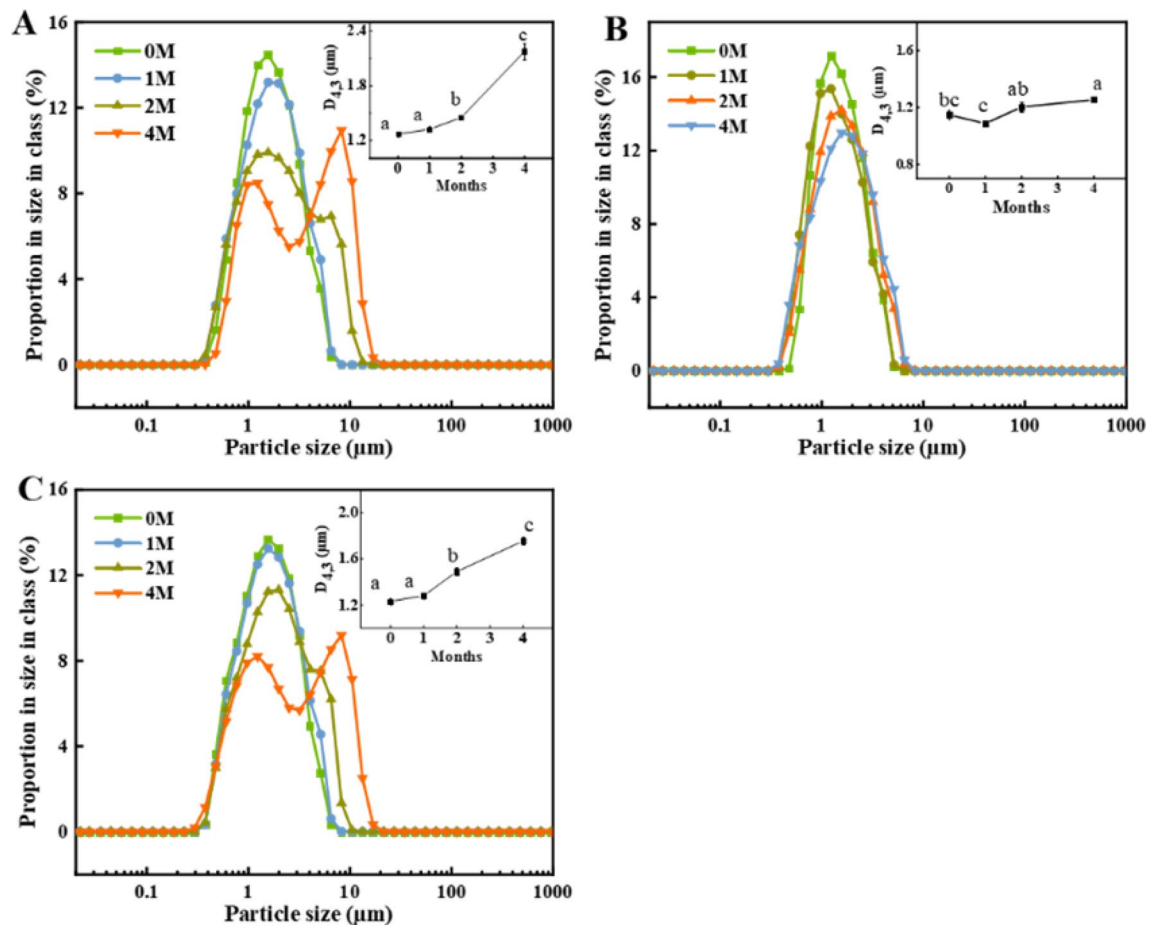 A
Proportion in size in class (%)
16
12
8
4
0
0M
1M
2M
4M
D4,3 (μm)
2.4
1.8
1.2
a
a
b
c
0
1
2
3
4
Months
0.1
1
10
100
1000
Particle size (μm)
B
Proportion in size in class (%)
16
12
8
4
0
0M
1M
2M
4M
D4,3 (μm)
1.6
1.2
0.8
bc
c
ab
a
0
1
2
3
4
Months
0.1
1
10
100
1000
Particle size (μm)
C
Proportion in size in class (%)
16
12
8
4
0
0M
1M
2M
4M
D4,3 (μm)
2.0
1.6
1.2
a
a
b
c
0
1
2
3
4
Months
0.1
1
10
100
1000
Particle size (μm)